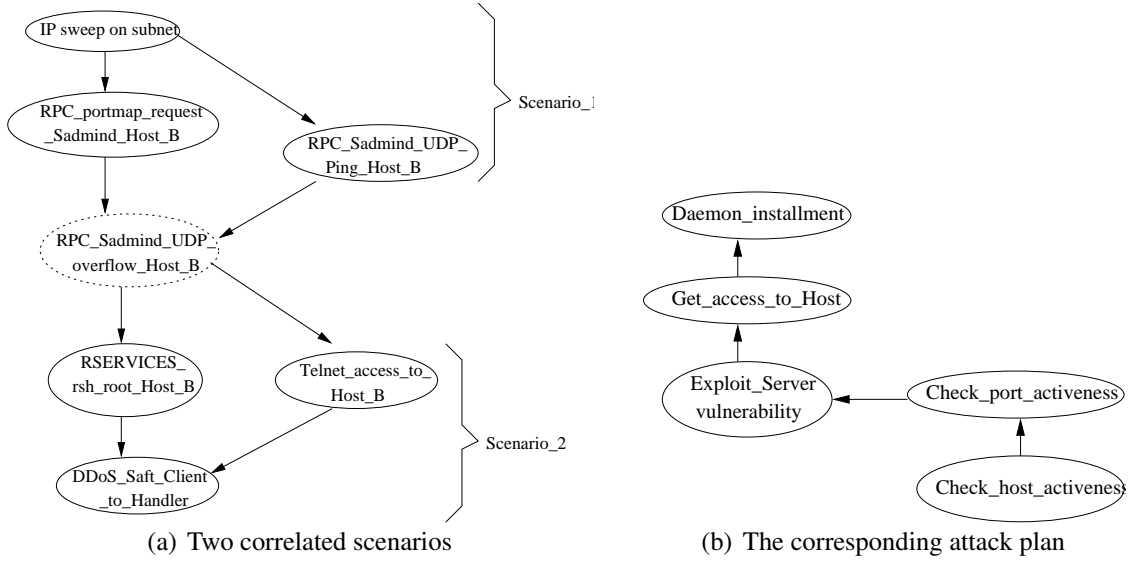 IP sweep on subnet
RPC_portmap_request
_Sadmind_Host_B
RPC_Sadmind_UDP_
Ping_Host_B
Scenario_1
RPC_Sadmind_UDP_
overflow_Host_B
RSERVICES_
rsh_root_Host_B
Telnet_access_to_
Host_B
Scenario_2
DDoS_Saft_Client
_to_Handler
(a) Two correlated scenarios
Daemon_installment
Get_access_to_Host
Exploit_Server
vulnerability
Check_port_activeness
Check_host_activeness
(b) The corresponding attack plan